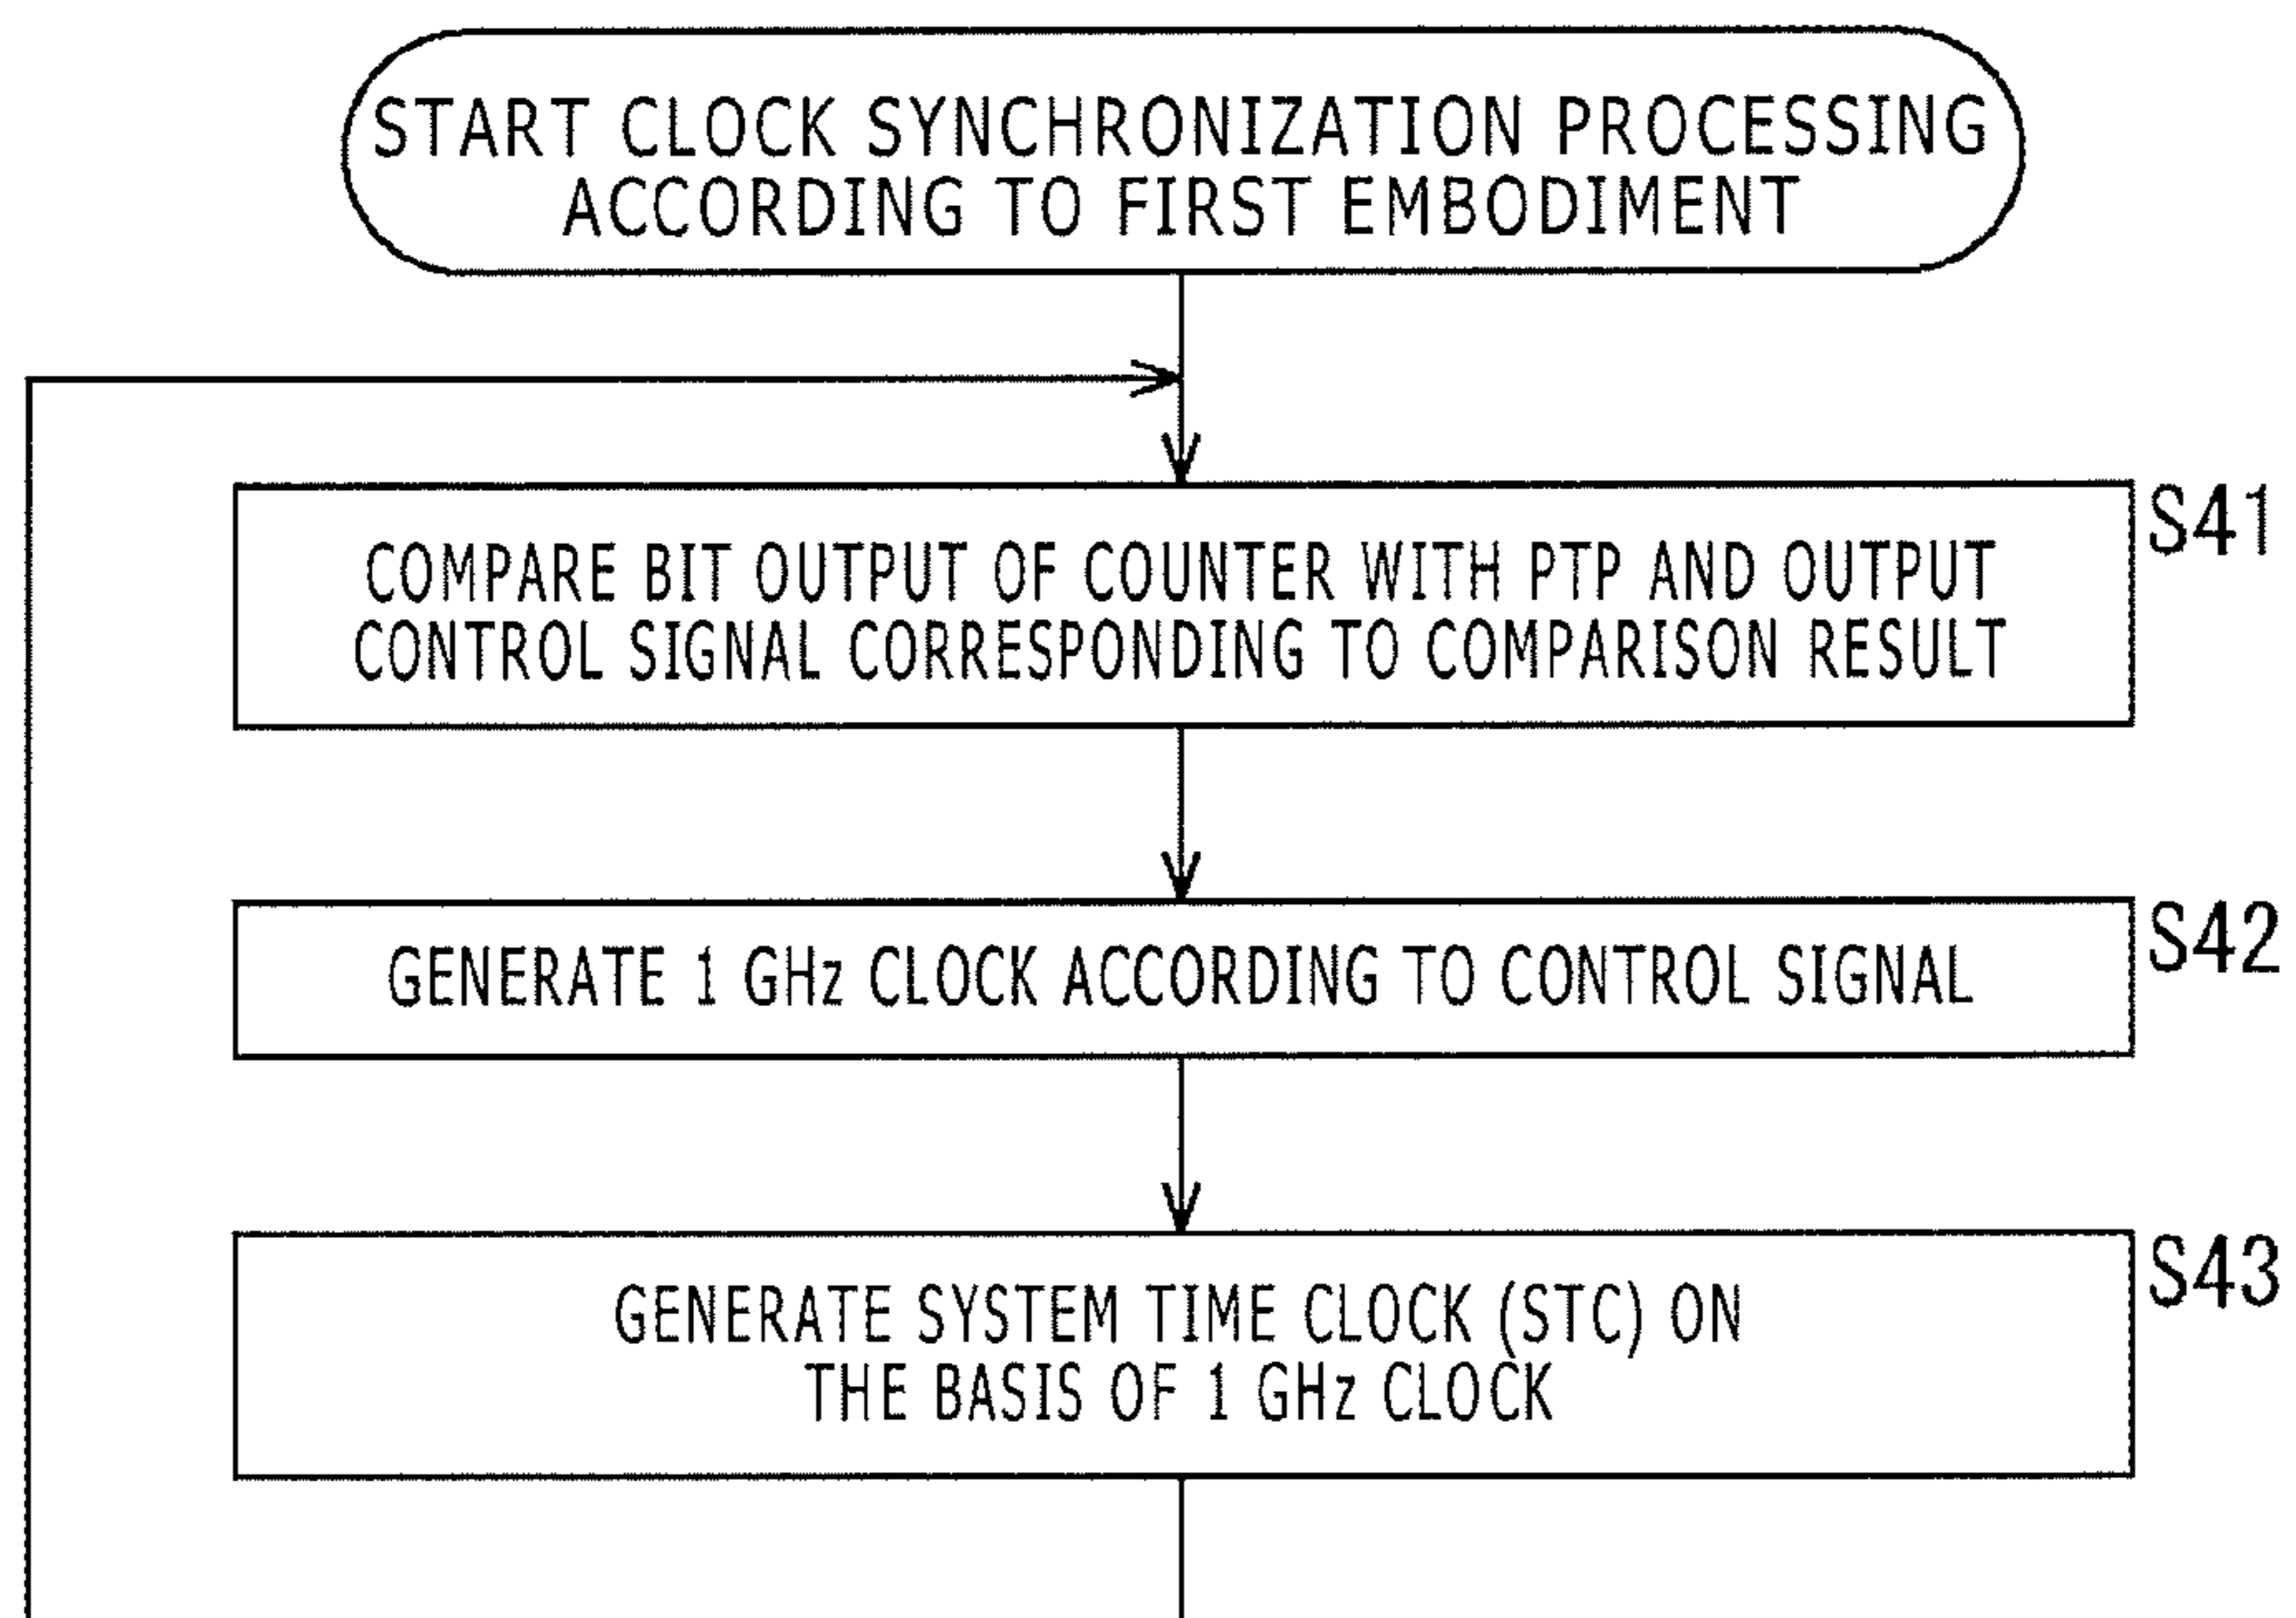 START CLOCK SYNCHRONIZATION PROCESSING
ACCORDING TO FIRST EMBODIMENT
S41
COMPARE BIT OUTPUT OF COUNTER WITH PTP AND OUTPUT
CONTROL SIGNAL CORRESPONDING TO COMPARISON RESULT
S42
GENERATE 1 GHz CLOCK ACCORDING TO CONTROL SIGNAL
S43
GENERATE SYSTEM TIME CLOCK (STC) ON
THE BASIS OF 1 GHz CLOCK